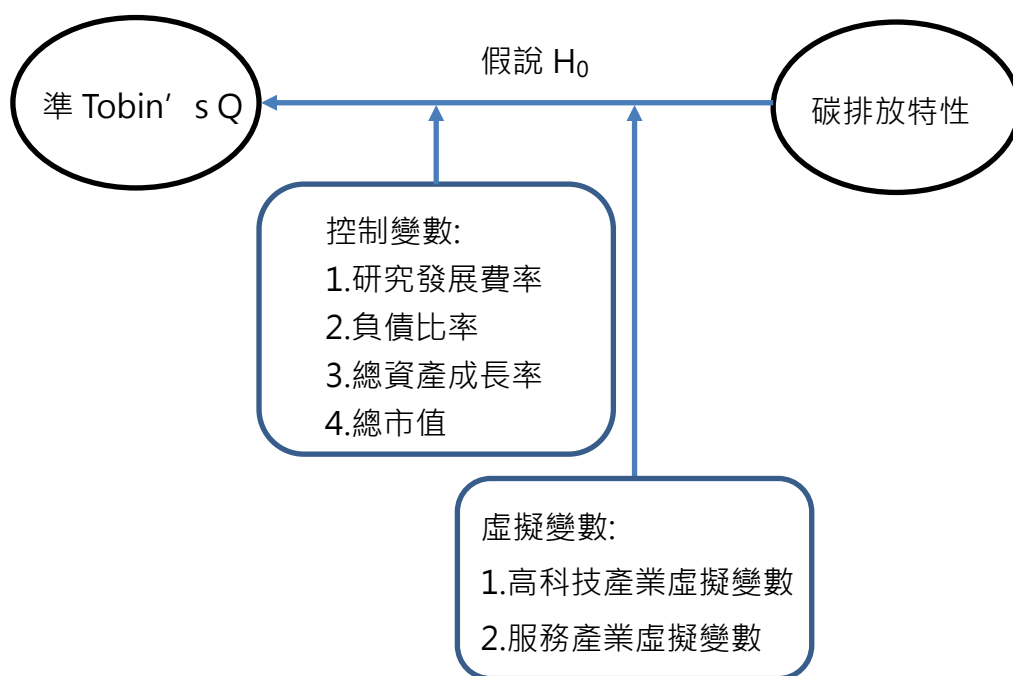 假說 H₀
準 Tobin’s Q
碳排放特性
控制變數:
1.研究發展費率
2.負債比率
3.總資產成長率
4.總市值
虛擬變數:
1.高科技產業虛擬變數
2.服務產業虛擬變數